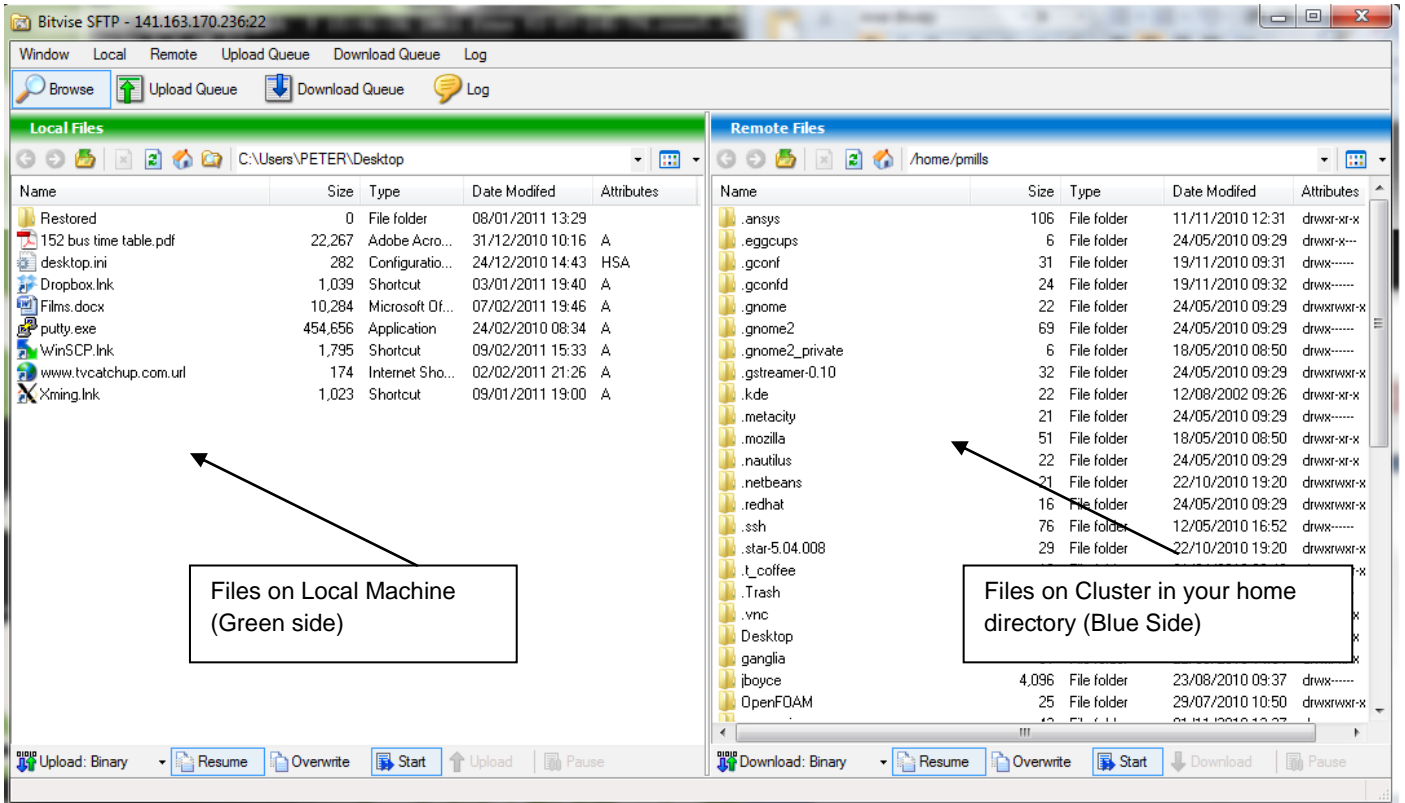 Bitvise SFTP - 141.163.170.236:22
Window Local Remote Upload Queue Download Queue Log
Browse Upload Queue Download Queue Log
Local Files
C:\Users\PETER\Desktop
Name Size Type Date Modifed Attributes
Restored 0 File folder 08/01/2011 13:29
152 bus time table.pdf 22,267 Adobe Acro... 31/12/2010 10:16 A
desktop.ini 282 Configuratio... 24/12/2010 14:43 HSA
Dropbox.lnk 1,039 Shortcut 03/01/2011 19:40 A
Films.docx 10,284 Microsoft Of... 07/02/2011 19:46 A
putty.exe 454,656 Application 24/02/2010 08:34 A
WinSCP.lnk 1,795 Shortcut 09/02/2011 15:33 A
www.tvcatchup.com.url 174 Internet Sho... 02/02/2011 21:26 A
Xming.lnk 1,023 Shortcut 09/01/2011 19:00 A
Files on Local Machine
(Green side)
Upload: Binary Resume Overwrite Start Upload Pause
Remote Files
/home/pmills
Name Size Type Date Modifed Attributes
.ansys 106 File folder 11/11/2010 12:31 drwxr-xr-x
.eggcups 6 File folder 24/05/2010 09:29 drwxr-x---
.gconf 31 File folder 19/11/2010 09:31 drwx------
.gconfd 24 File folder 19/11/2010 09:32 drwx------
.gnome 22 File folder 24/05/2010 09:29 drwxrwxr-x
.gnome2 69 File folder 24/05/2010 09:29 drwx------
.gnome2_private 6 File folder 18/05/2010 08:50 drwx------
.gstreamer-0.10 32 File folder 24/05/2010 09:29 drwxrwxr-x
.kde 22 File folder 12/08/2002 09:26 drwxr-xr-x
.metacity 21 File folder 24/05/2010 09:29 drwx------
.mozilla 51 File folder 18/05/2010 08:50 drwxr-xr-x
.nautilus 22 File folder 24/05/2010 09:29 drwxr-xr-x
.netbeans 21 File folder 22/10/2010 19:20 drwxrwxr-x
.redhat 16 File folder 24/05/2010 09:29 drwxrwxr-x
.ssh 76 File folder 12/05/2010 16:52 drwx------
.star-5.04.008 29 File folder 22/10/2010 19:20 drwxrwxr-x
.t_coffee
.Trash
.vnc
Desktop
ganglia
jboyce 4,096 File folder 23/08/2010 09:37 drwx------
OpenFOAM 25 File folder 29/07/2010 10:50 drwxrwxr-x
Files on Cluster in your home
directory (Blue Side)
Download: Binary Resume Overwrite Start Download Pause